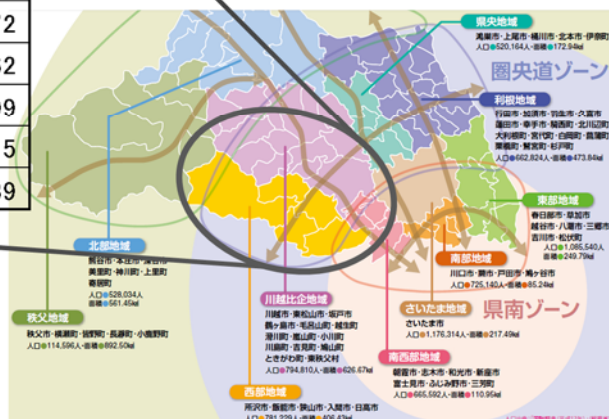 県央地域
鴻巣市・上尾市・桶川市・北本市・伊奈町
人口●520,164人・面積●172.94㎢
圏央道ゾーン
利根地域
行田市・加須市・羽生市・久喜市
蓮田市・幸手市・騎西町・北川辺町
大利根町・宮代町・白岡町・菖蒲町
栗橋町・鷲宮町・杉戸町
人口●662,824人・面積●473.84㎢
東部地域
春日部市・草加市
越谷市・八潮市・三郷市
吉川市・松伏町
人口●1,085,540人
面積●249.79㎢
北部地域
熊谷市・本庄市・深谷市
美里町・神川町・上里町
寄居町
人口●528,034人
面積●561.45㎢
南部地域
川口市・蕨市・戸田市・鳩ヶ谷市
人口●725,140人・面積●85.24㎢
川越比企地域
川越市・東松山市・坂戸市
鶴ヶ島市・毛呂山町・越生町
滑川町・嵐山町・小川町
川島町・吉見町・鳩山町
ときがわ町・東秩父村
人口●794,810人・面積●626.67㎢
さいたま地域
さいたま市
人口●1,176,314人・面積●217.49㎢
県南ゾーン
秩父地域
秩父市・横瀬町・皆野町・長瀞町・小鹿野町
人口●114,596人・面積●892.50㎢
南西部地域
朝霞市・志木市・和光市・新座市
富士見市・ふじみ野市・三芳町
人口●665,592人・面積●110.95㎢
西部地域
所沢市・飯能市・狭山市・入間市・日高市
人口●781,229人・面積●406.43㎢